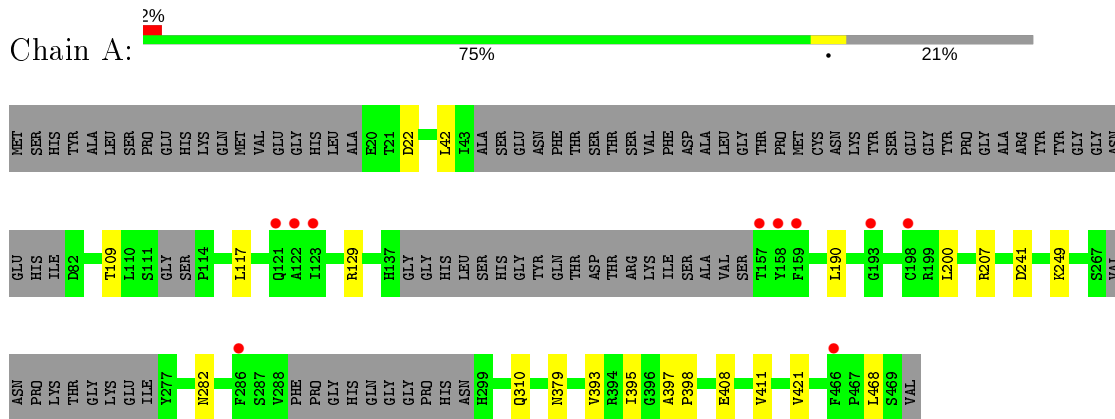 2%
Chain A:
75%
•
21%
MET SER HIS TYR ALA LEU SER PRO GLU HIS LYS GLN MET VAL GLU GLY HIS LEU ALA E20 T21 D22 L42 I43 ALA SER GLU ASN PHE THR SER THR SER VAL PHE ASP ALA LEU GLY THR PRO MET CYS ASN LYS TYR SER GLU GLY TYR PRO GLY ALA ARG TYR TYR GLY GLY ASN
GLU HIS ILE D82 T109 L110 S111 GLY SER P114 L117 Q121 A122 I123 R129 H137 GLY GLY HIS LEU SER HIS GLY TYR GLN THR ASP THR ARG LYS ILE SER ALA VAL SER T157 Y158 F159 L190 G193 C198 R199 L200 R207 D241 K249 S267 VAL
ASN PRO LYS THR GLY LYS GLU ILE Y277 N282 F286 S287 V288 PHE PRO GLY HIS GLN GLY GLY PRO HIS ASN H299 Q310 N379 V393 R394 I395 G396 A397 P398 E408 V411 V421 F466 P467 L468 S469 VAL